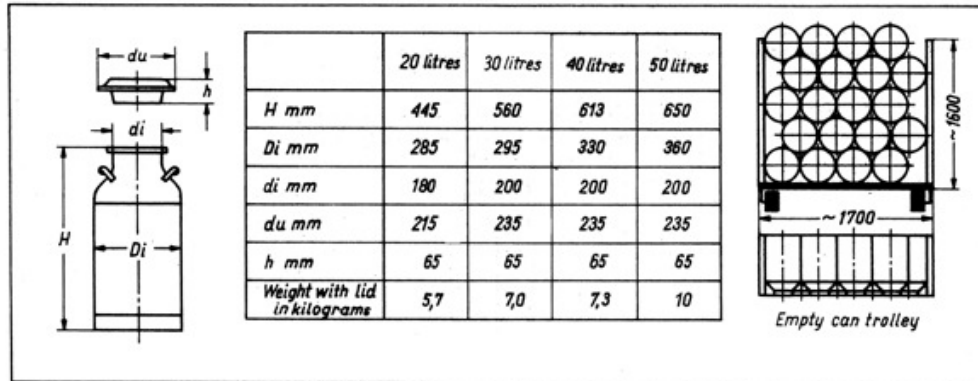 du
h
di
H
Di
20 litres 30 litres 40 litres 50 litres
H mm 445 560 613 650
Di mm 285 295 330 360
di mm 180 200 200 200
du mm 215 235 235 235
h mm 65 65 65 65
Weight with lid
in kilograms 5,7 7,0 7,3 10
~1600
~1700
Empty can trolley